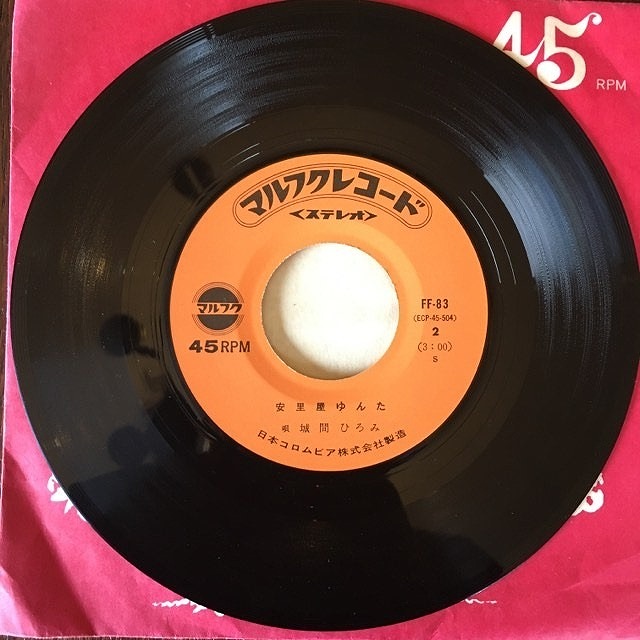 45
RPM
マルフクレコード
<ステレオ>
マルフク
45RPM
FF-83
(ECP-45-504)
2
(3:00)
S
安里屋ゆんた
唄 城間ひろみ
日本コロムビア株式会社製造